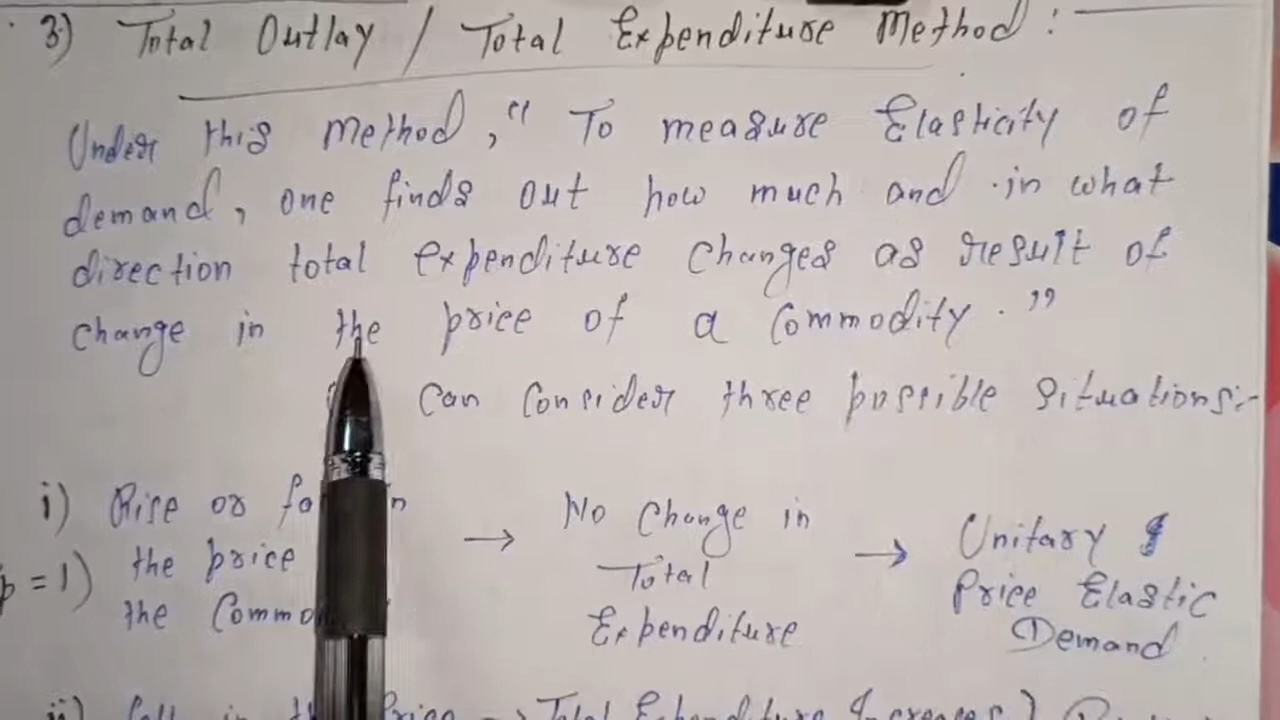 3) Total Outlay / Total Expenditure Method :
Under this Method, " To measure Elasticity of
demand, one finds out how much and in what
direction total expenditure changes as result of
change in the price of a Commodity . "
can consider three possible situations:-
i) Rise or → No Change in → Unitary
= 1) the price Total Price Elastic
the Expenditure Demand